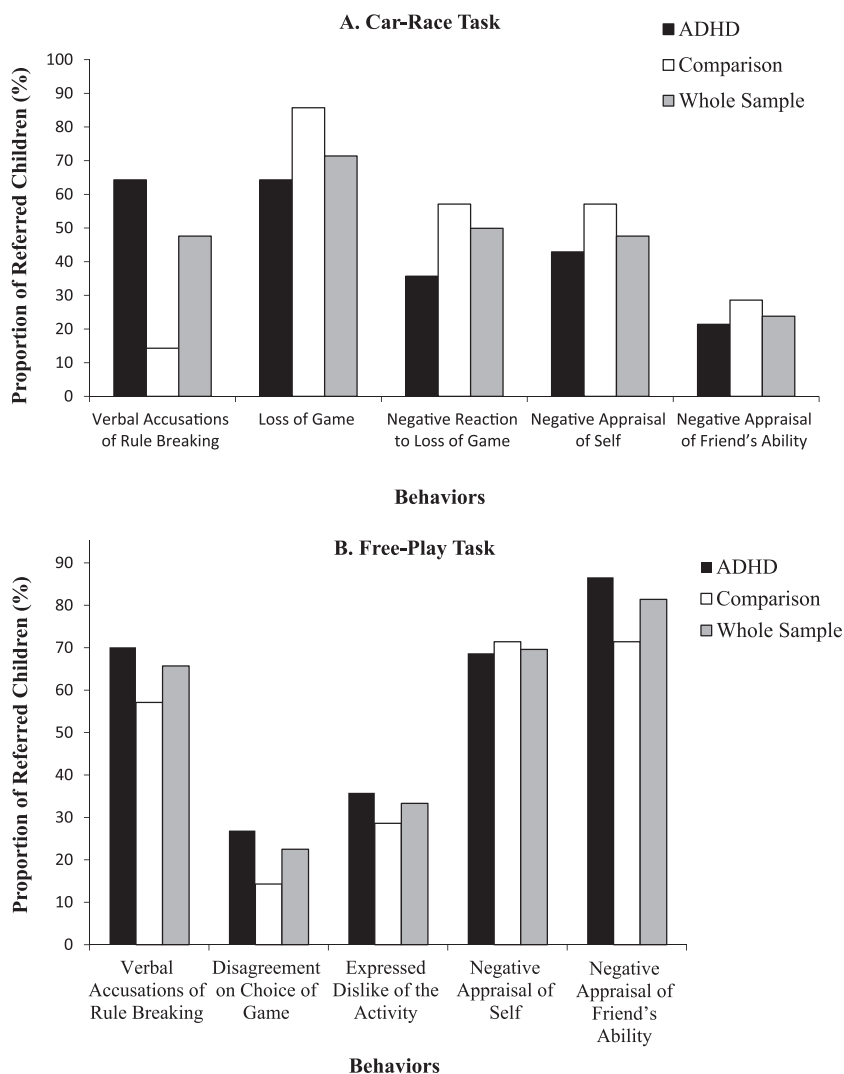 A. Car-Race Task
ADHD
Comparison
Whole Sample
Proportion of Referred Children (%)
100
90
80
70
60
50
40
30
20
10
0
Verbal Accusations
of Rule Breaking
Loss of Game
Negative Reaction
to Loss of Game
Negative Appraisal
of Self
Negative Appraisal
of Friend's Ability
Behaviors
B. Free-Play Task
ADHD
Comparison
Whole Sample
Proportion of Referred Children (%)
90
80
70
60
50
40
30
20
10
0
Verbal
Accusations of
Rule Breaking
Disagreement
on Choice of
Game
Expressed
Dislike of the
Activity
Negative
Appraisal of
Self
Negative
Appraisal of
Friend's
Ability
Behaviors